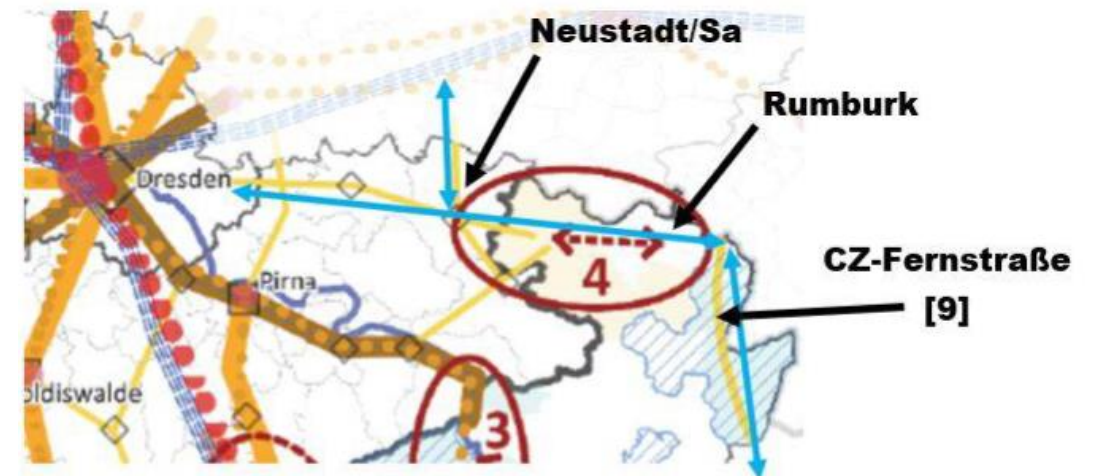 Neustadt/Sa
Rumburk
Dresden
CZ-Fernstraße
[9]
4
Pirna
oldiswalde
3